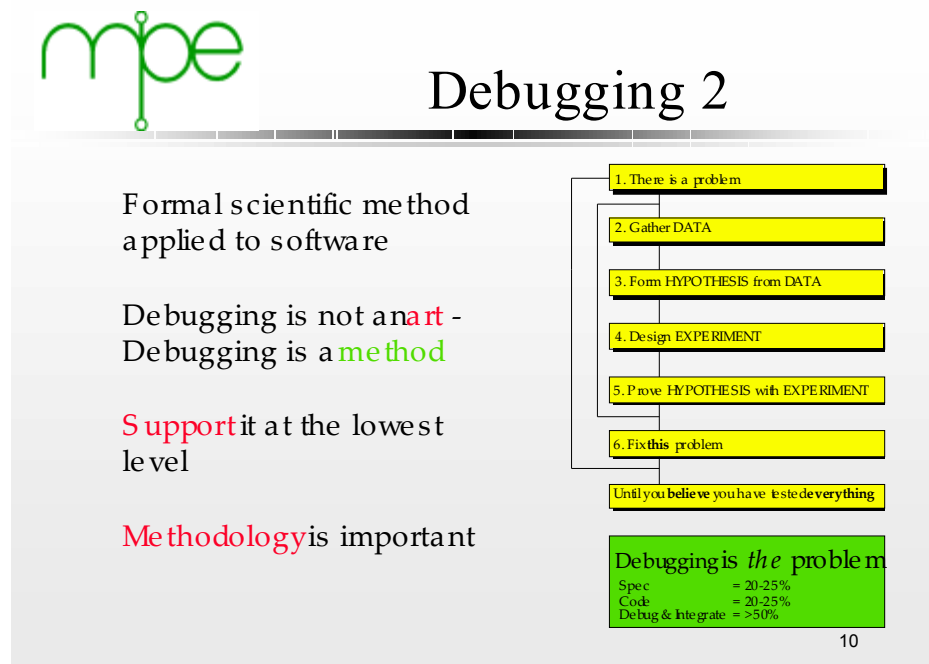 mpe
Debugging 2
Formal scientific method
applied to software
Debugging is not an art -
Debugging is a method
Support it at the lowest
level
Methodology is important
1. There is a problem
2. Gather DATA
3. Form HYPOTHESIS from DATA
4. Design EXPERIMENT
5. Prove HYPOTHESIS with EXPERIMENT
6. Fix this problem
Until you believe you have tested everything
Debugging is the problem
Spec = 20-25%
Code = 20-25%
Debug & Integrate = >50%
10